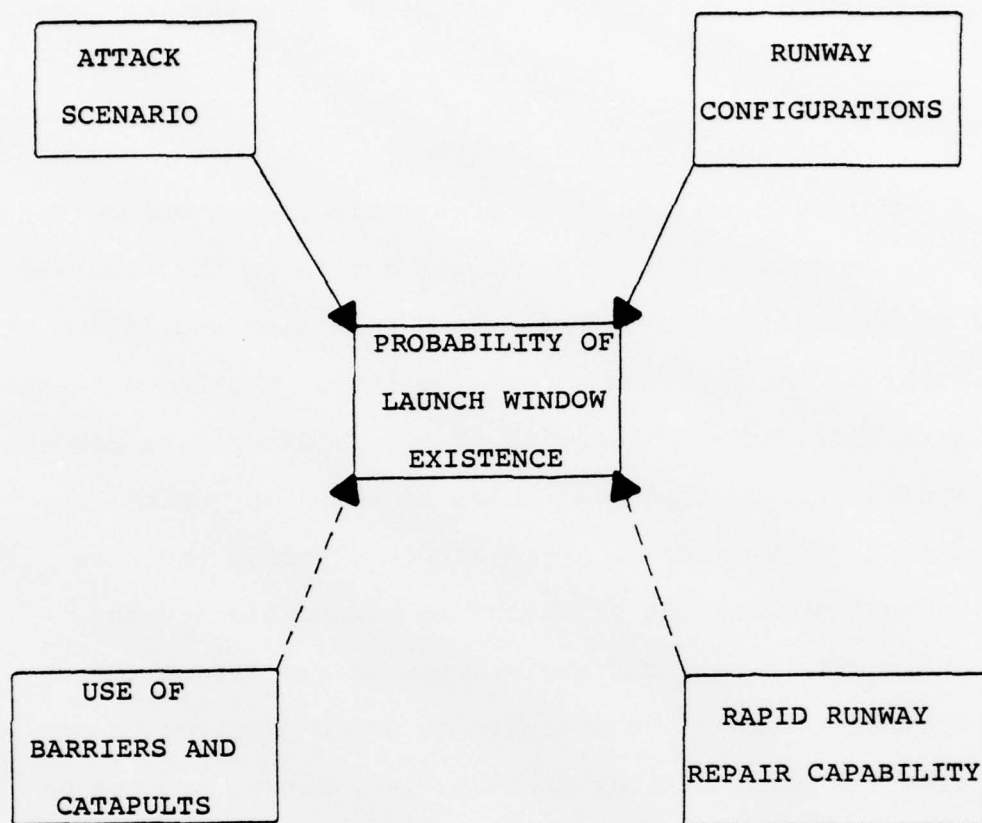 ATTACK
SCENARIO
RUNWAY
CONFIGURATIONS
PROBABILITY OF
LAUNCH WINDOW
EXISTENCE
USE OF
BARRIERS AND
CATAPULTS
RAPID RUNWAY
REPAIR CAPABILITY